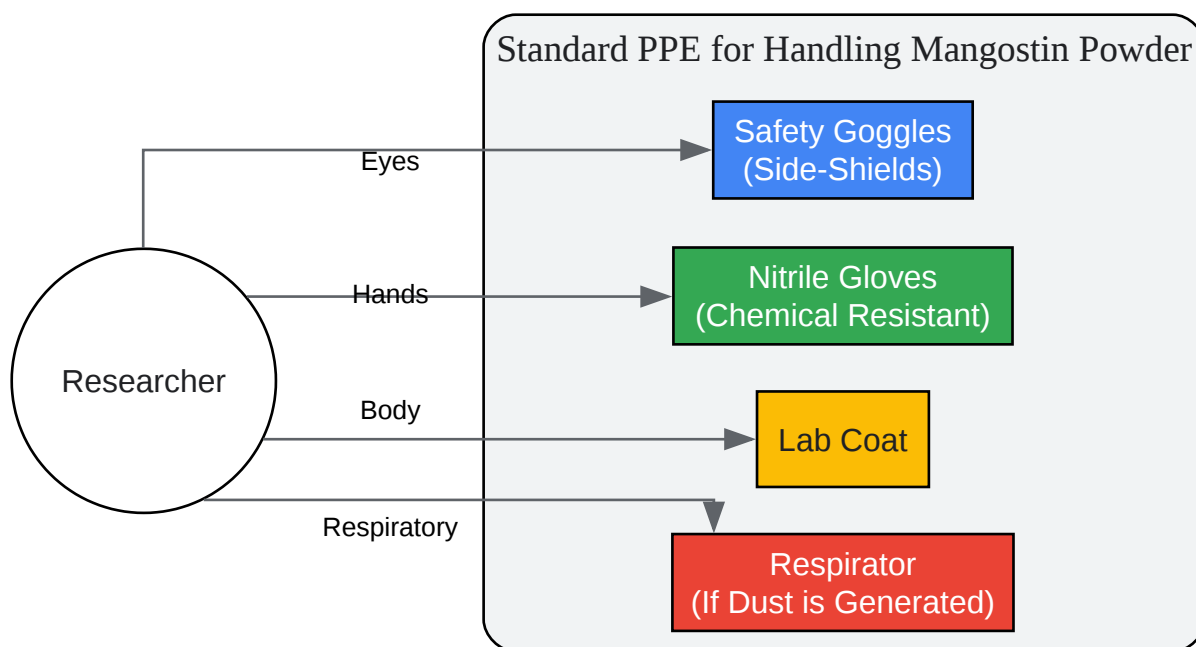 Standard PPE for Handling Mangostin Powder
Safety Goggles
(Side-Shields)
Eyes
Nitrile Gloves
(Chemical Resistant)
Hands
Researcher
Body
Lab Coat
Respiratory
Respirator
(If Dust is Generated)